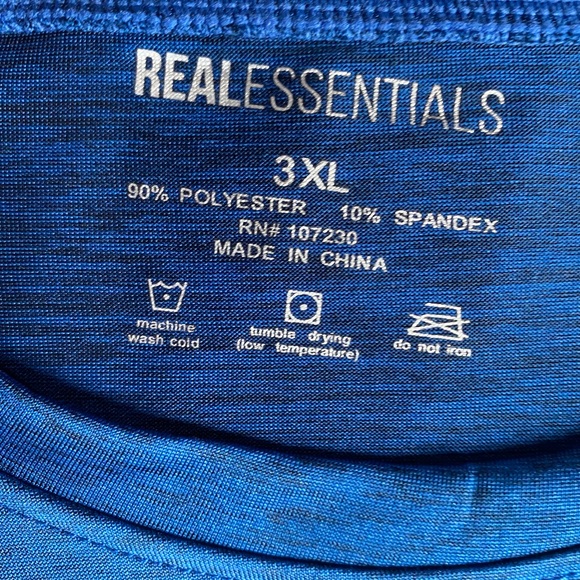 REALESSENTIALS
3XL
90% POLYESTER 10% SPANDEX
RN# 107230
MADE IN CHINA
machine
wash cold
tumble drying
(low temperature)
do not iron